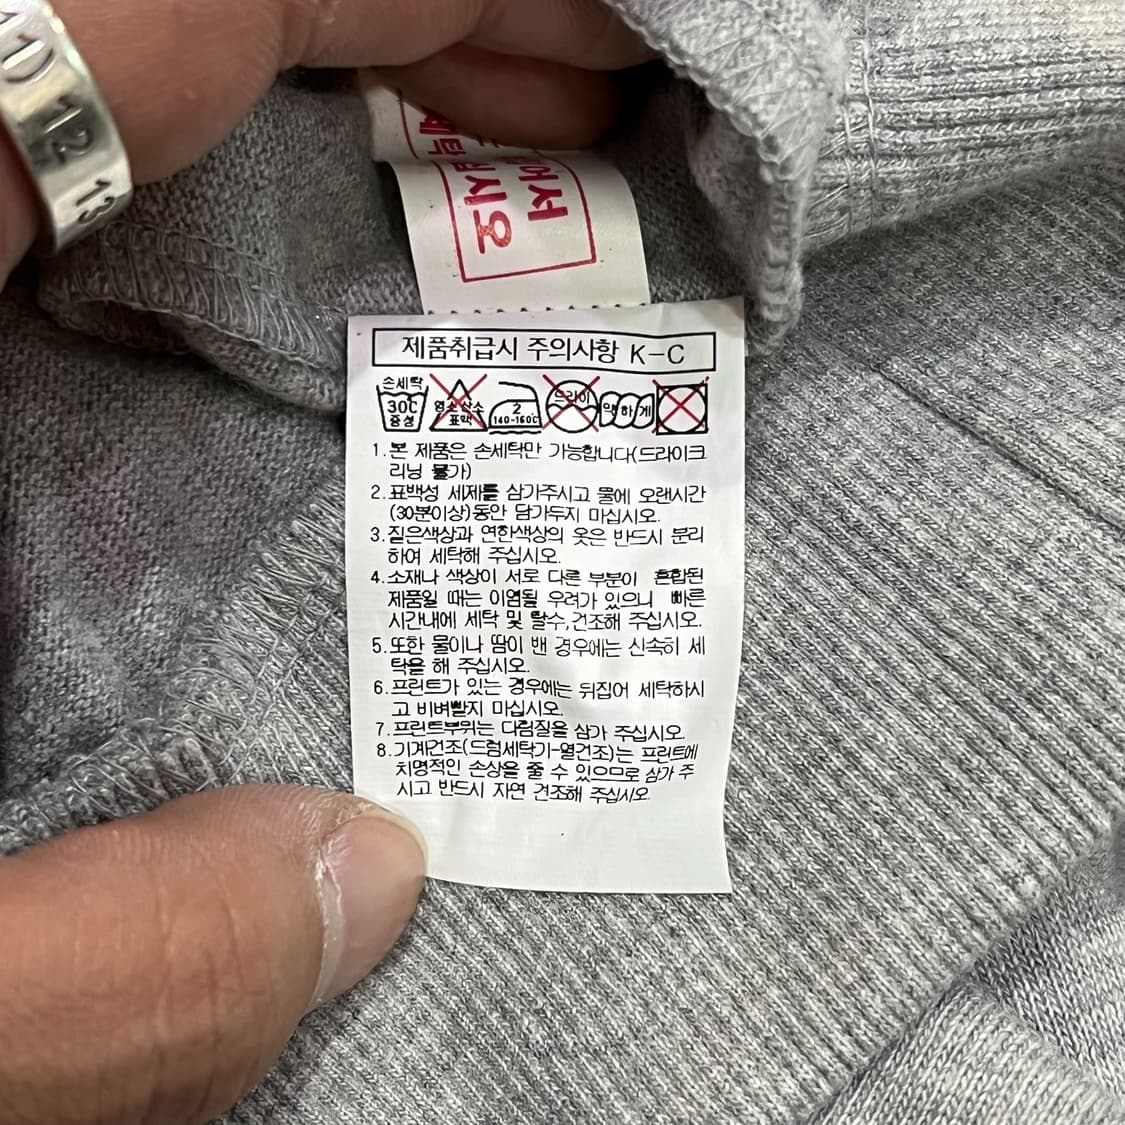 10 12 13
어서
세탁 십시오
제품취급시 주의사항 K-C
손세탁
30℃
중성
염소 산소
표백
2
140-160℃
드라이
약하게
1. 본 제품은 손세탁만 가능합니다(드라이크
리닝 불가)
2. 표백성 세제를 삼가주시고 물에 오랜시간
(30분이상)동안 담가두지 마십시오.
3. 짙은색상과 연한색상의 옷은 반드시 분리
하여 세탁해 주십시오.
4. 소재나 색상이 서로 다른 부분이 혼합된
제품일 때는 이염될 우려가 있으니 빠른
시간내에 세탁 및 탈수,건조해 주십시오.
5. 또한 물이나 땀이 밴 경우에는 신속히 세
탁을 해 주십시오.
6. 프린트가 있는 경우에는 뒤집어 세탁하시
고 비벼빨지 마십시오.
7. 프린트부위는 다림질을 삼가 주십시오.
8. 기계건조(드럼세탁기-열건조)는 프린트에
치명적인 손상을 줄 수 있으므로 삼가 주
시고 반드시 자연 건조해 주십시오.